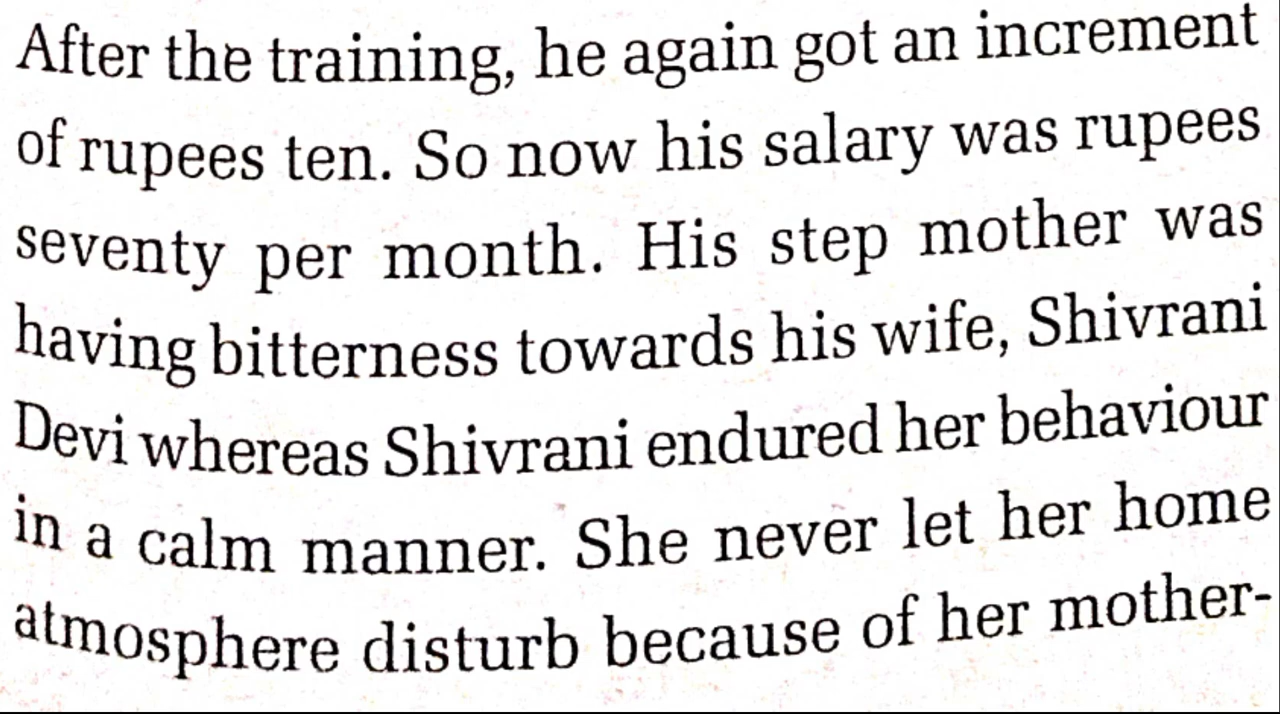 After the training, he again got an increment
of rupees ten. So now his salary was rupees
seventy per month. His step mother was
having bitterness towards his wife, Shivrani
Devi whereas Shivrani endured her behaviour
in a calm manner. She never let her home
atmosphere disturb because of her mother-